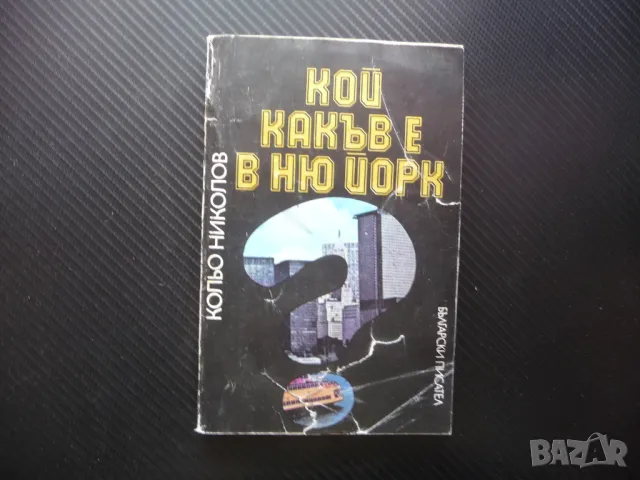 КОЙ
КАКЪВ Е
В НЮ ЙОРК
КОЛЬО НИКОЛОВ
БЪЛГАРСКИ ПИСАТЕЛ
BAZAR